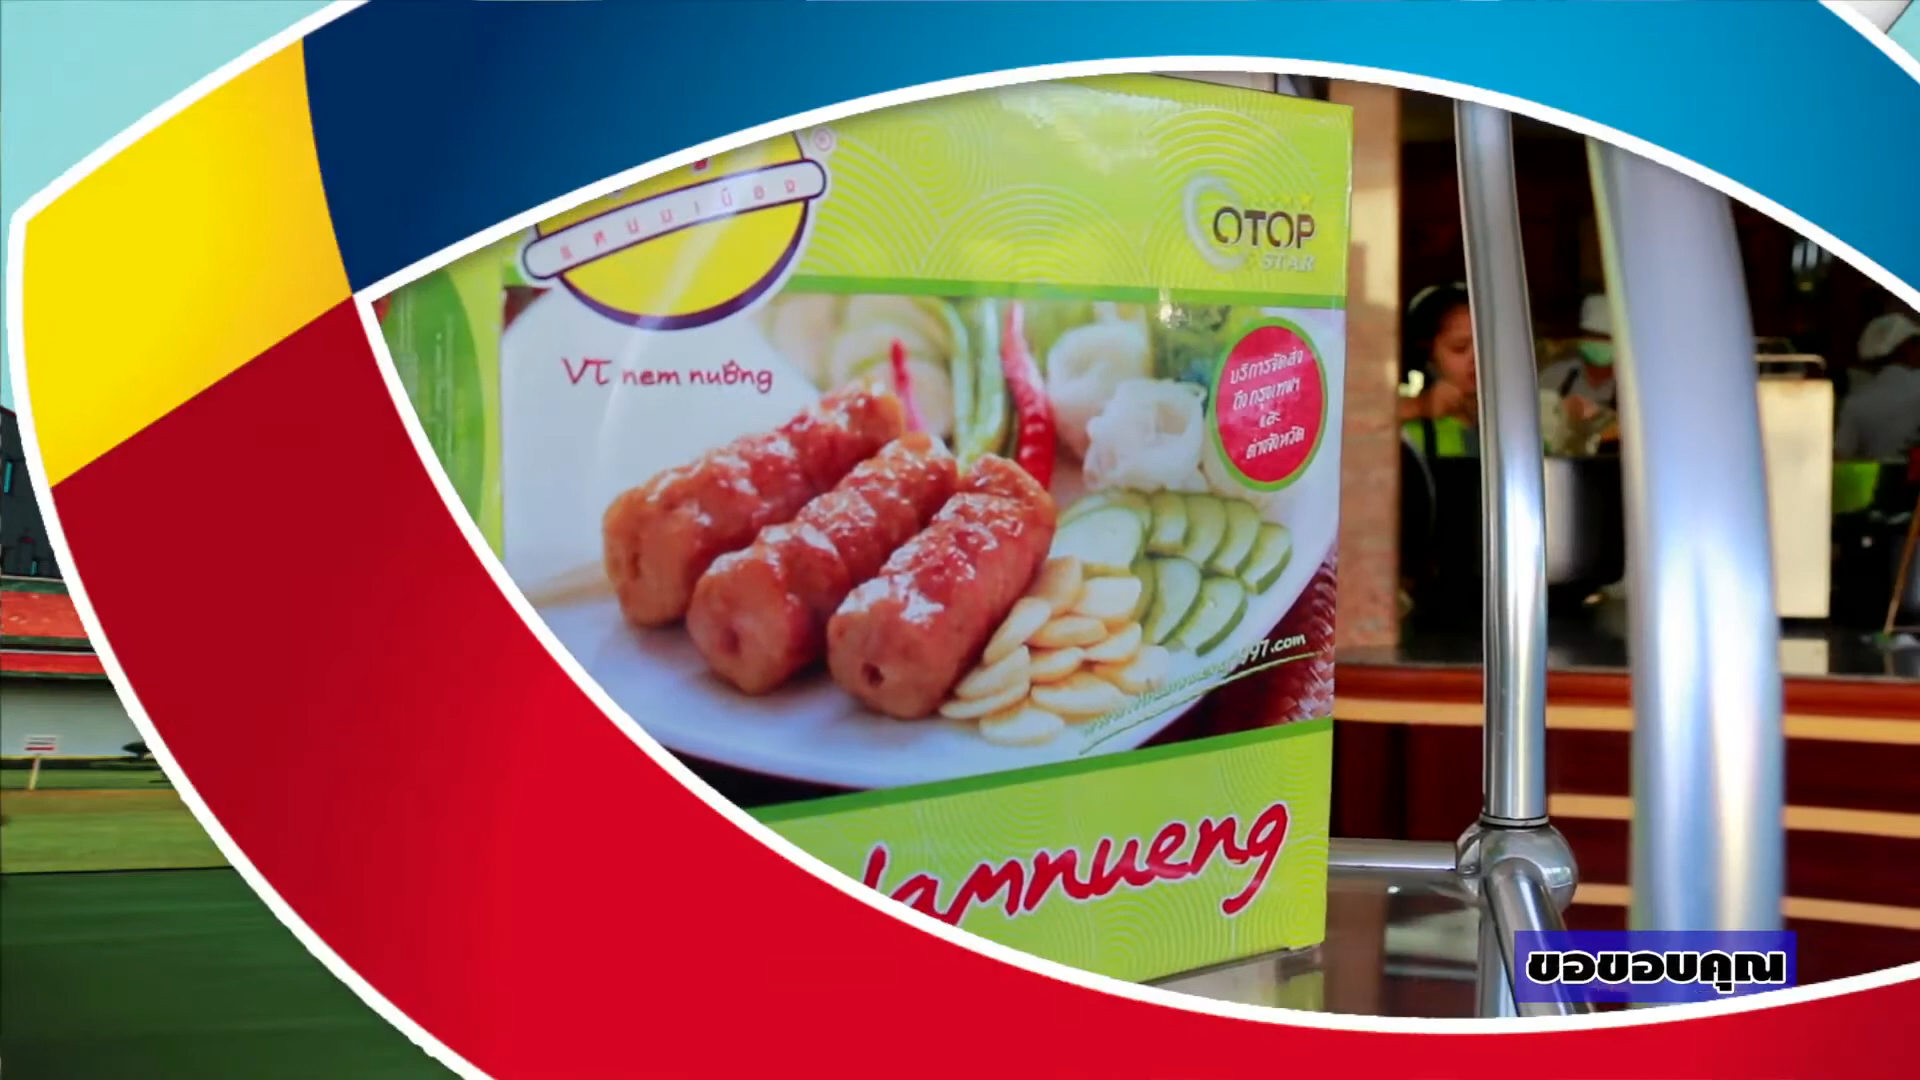 แหนมเนือง
®
OTOP
STAR
VT nem nướng
บริการจัดส่ง
ถึงกรุงเทพฯ
และ
ต่างจังหวัด
amnueng
ขอขอบคุณ